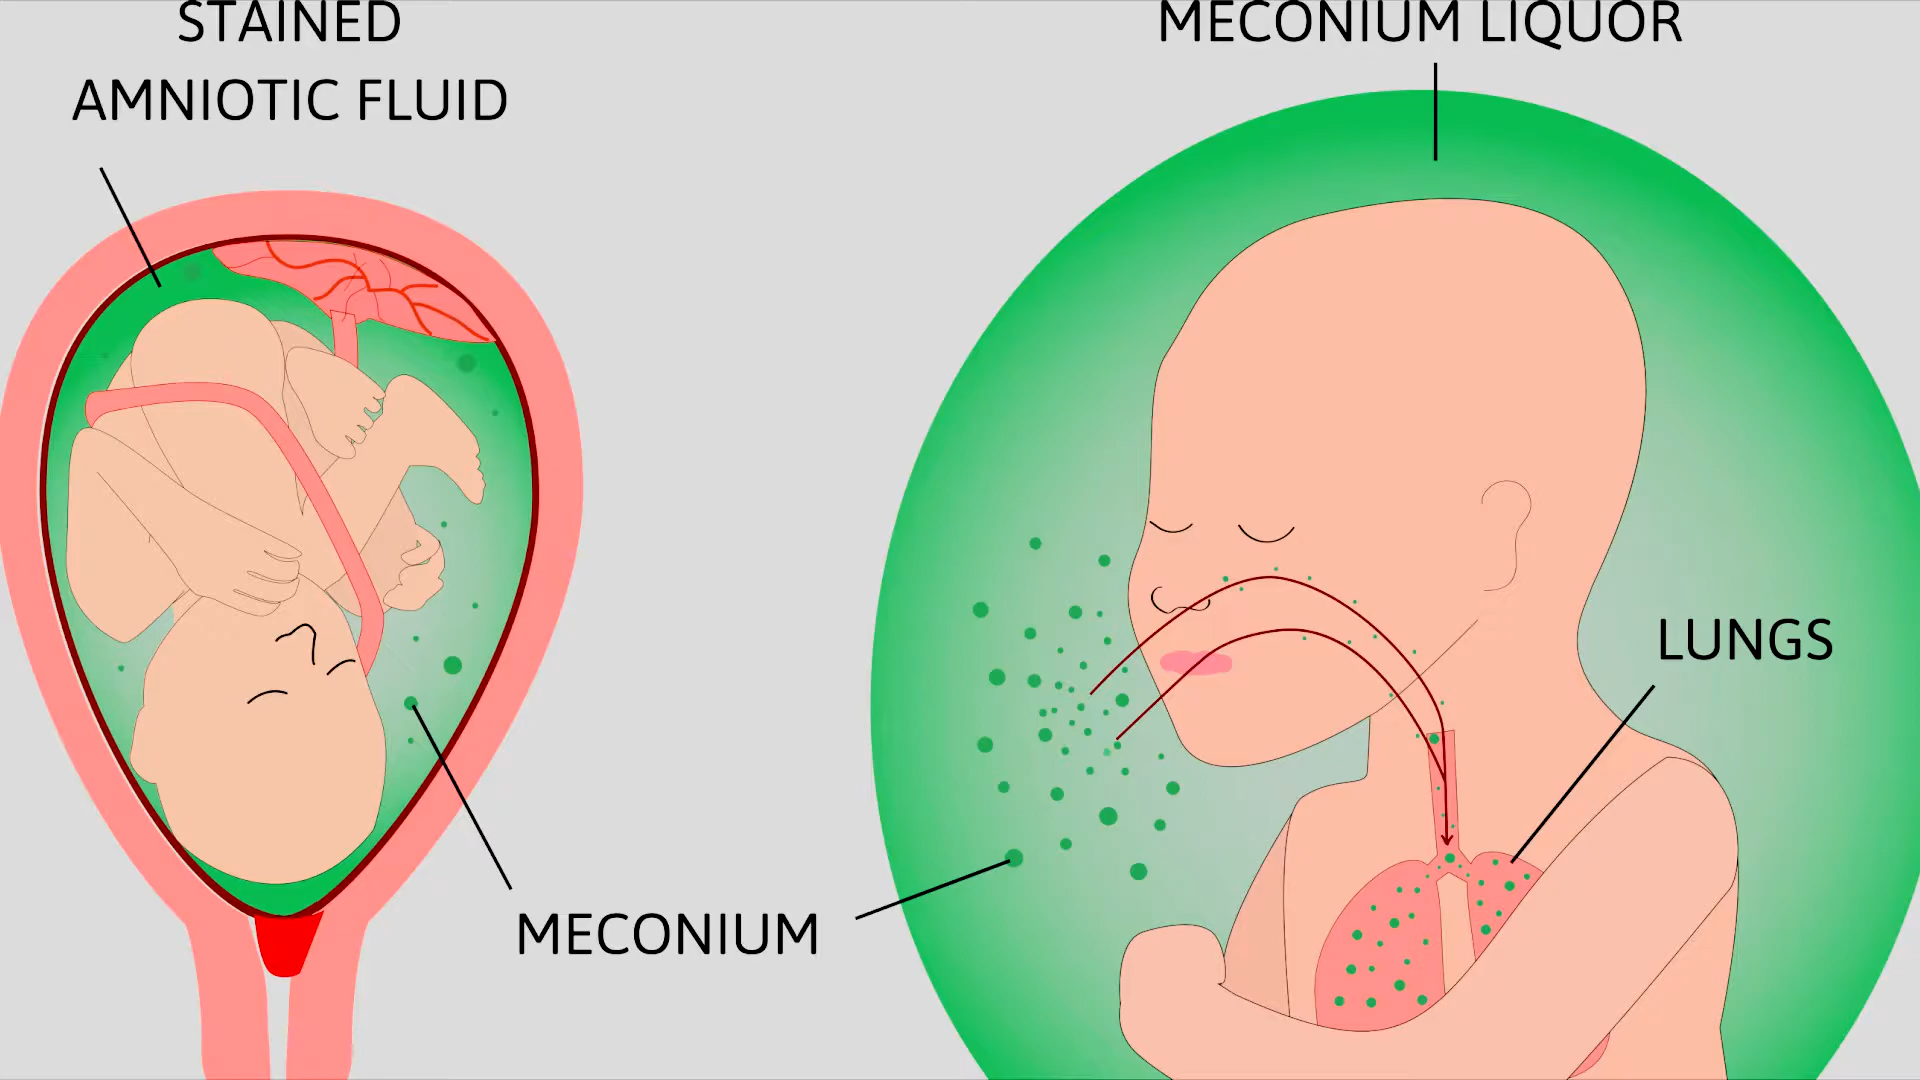 STAINED
AMNIOTIC FLUID
MECONIUM LIQUOR
LUNGS
MECONIUM